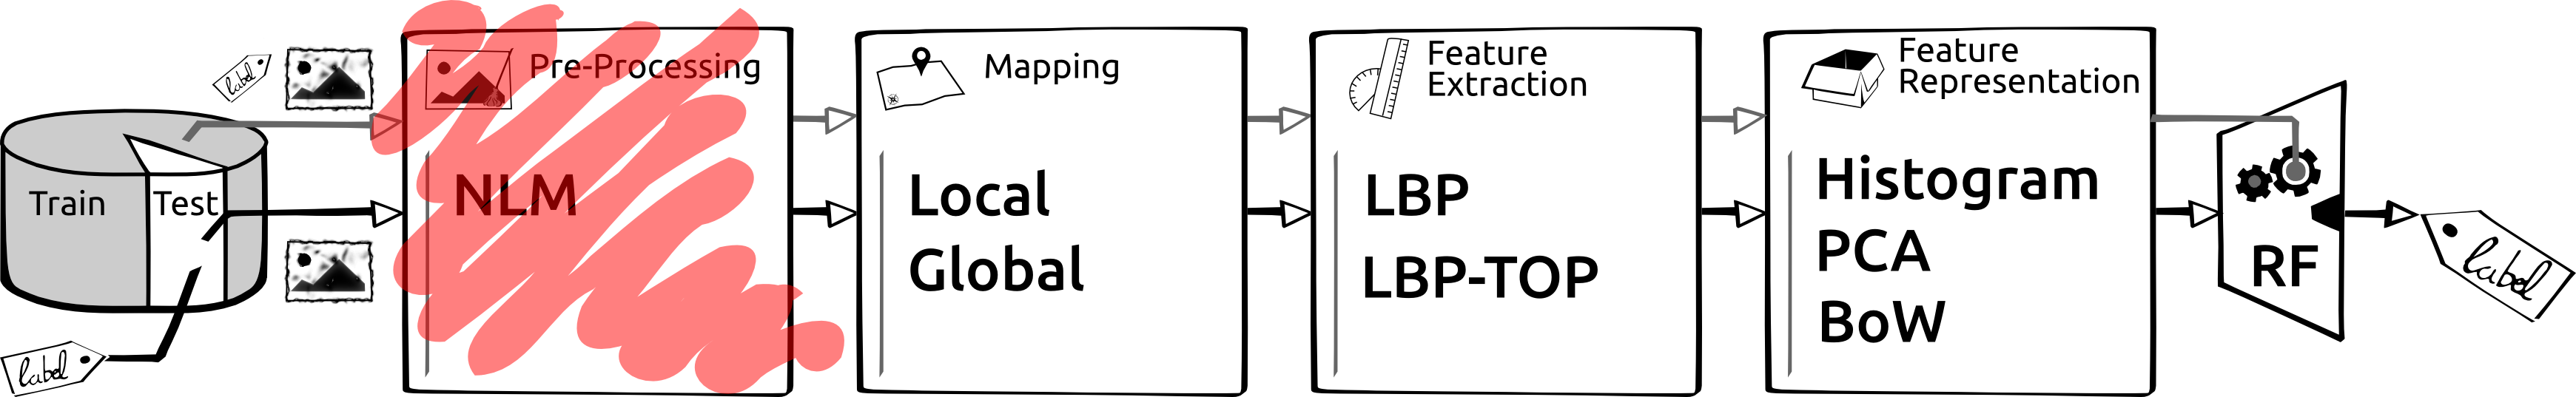 label
Train
Test
label
Pre-Processing
NLM
Mapping
Local
Global
Feature
Extraction
LBP
LBP-TOP
Feature
Representation
Histogram
PCA
BoW
RF
label